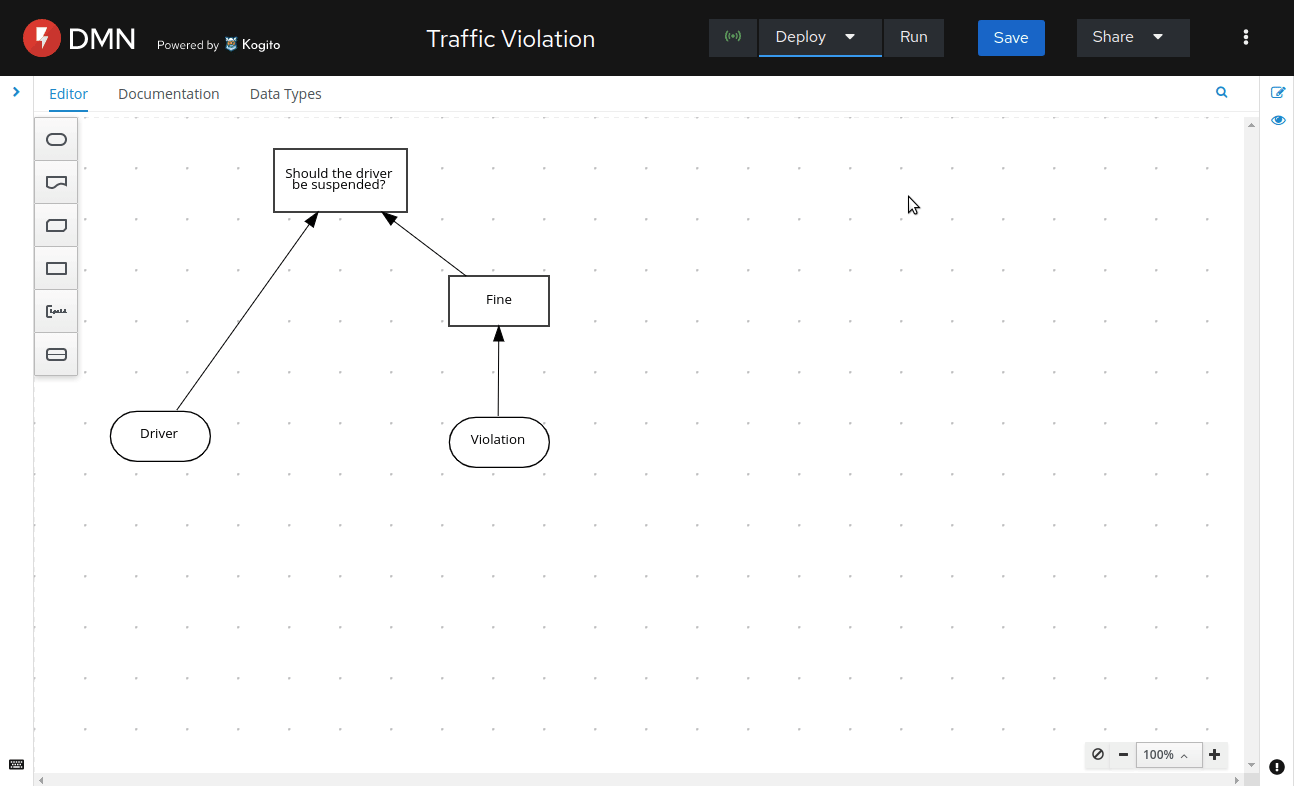 DMN
Powered by Kogito
Traffic Violation
Deploy
Run
Save
Share
Editor
Documentation
Data Types
Should the driver
be suspended?
Fine
Driver
Violation
100%